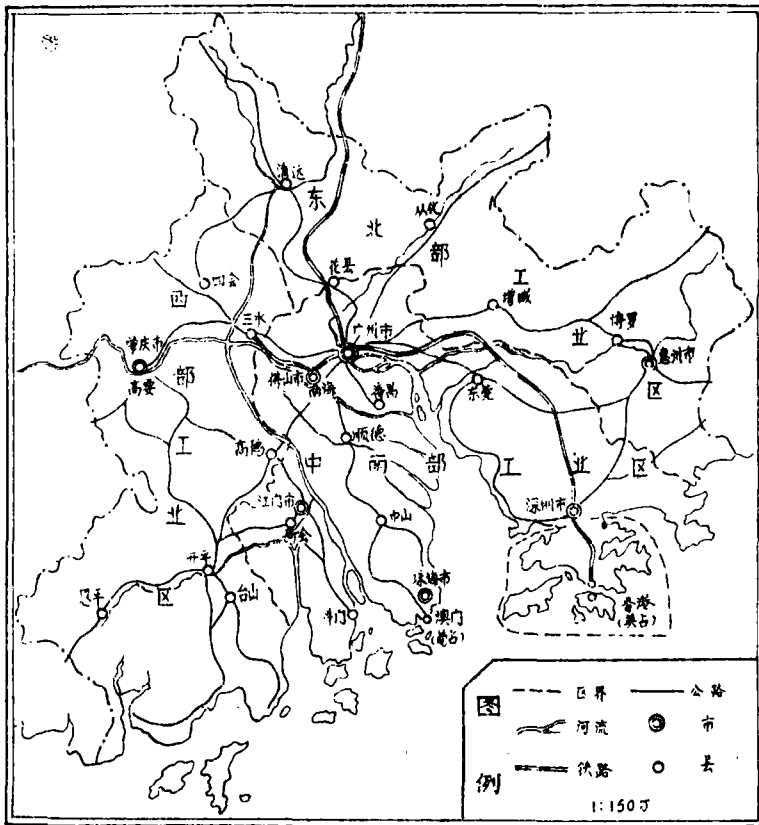 清远
东
北
部
从化
四会
花县
工
西
增城
三水
广州市
业
博罗
肇庆市
惠州市
佛山市
南海
高要
部
番禺
东莞
区
顺德
高鹤
中
南
部
工
业
区
工
江门市
深圳市
新会
中山
业
开平
珠海市
恩平
区
台山
斗门
澳门
(葡占)
香港
(英占)
图
例
区界
公路
河流
市
铁路
县
1:150万